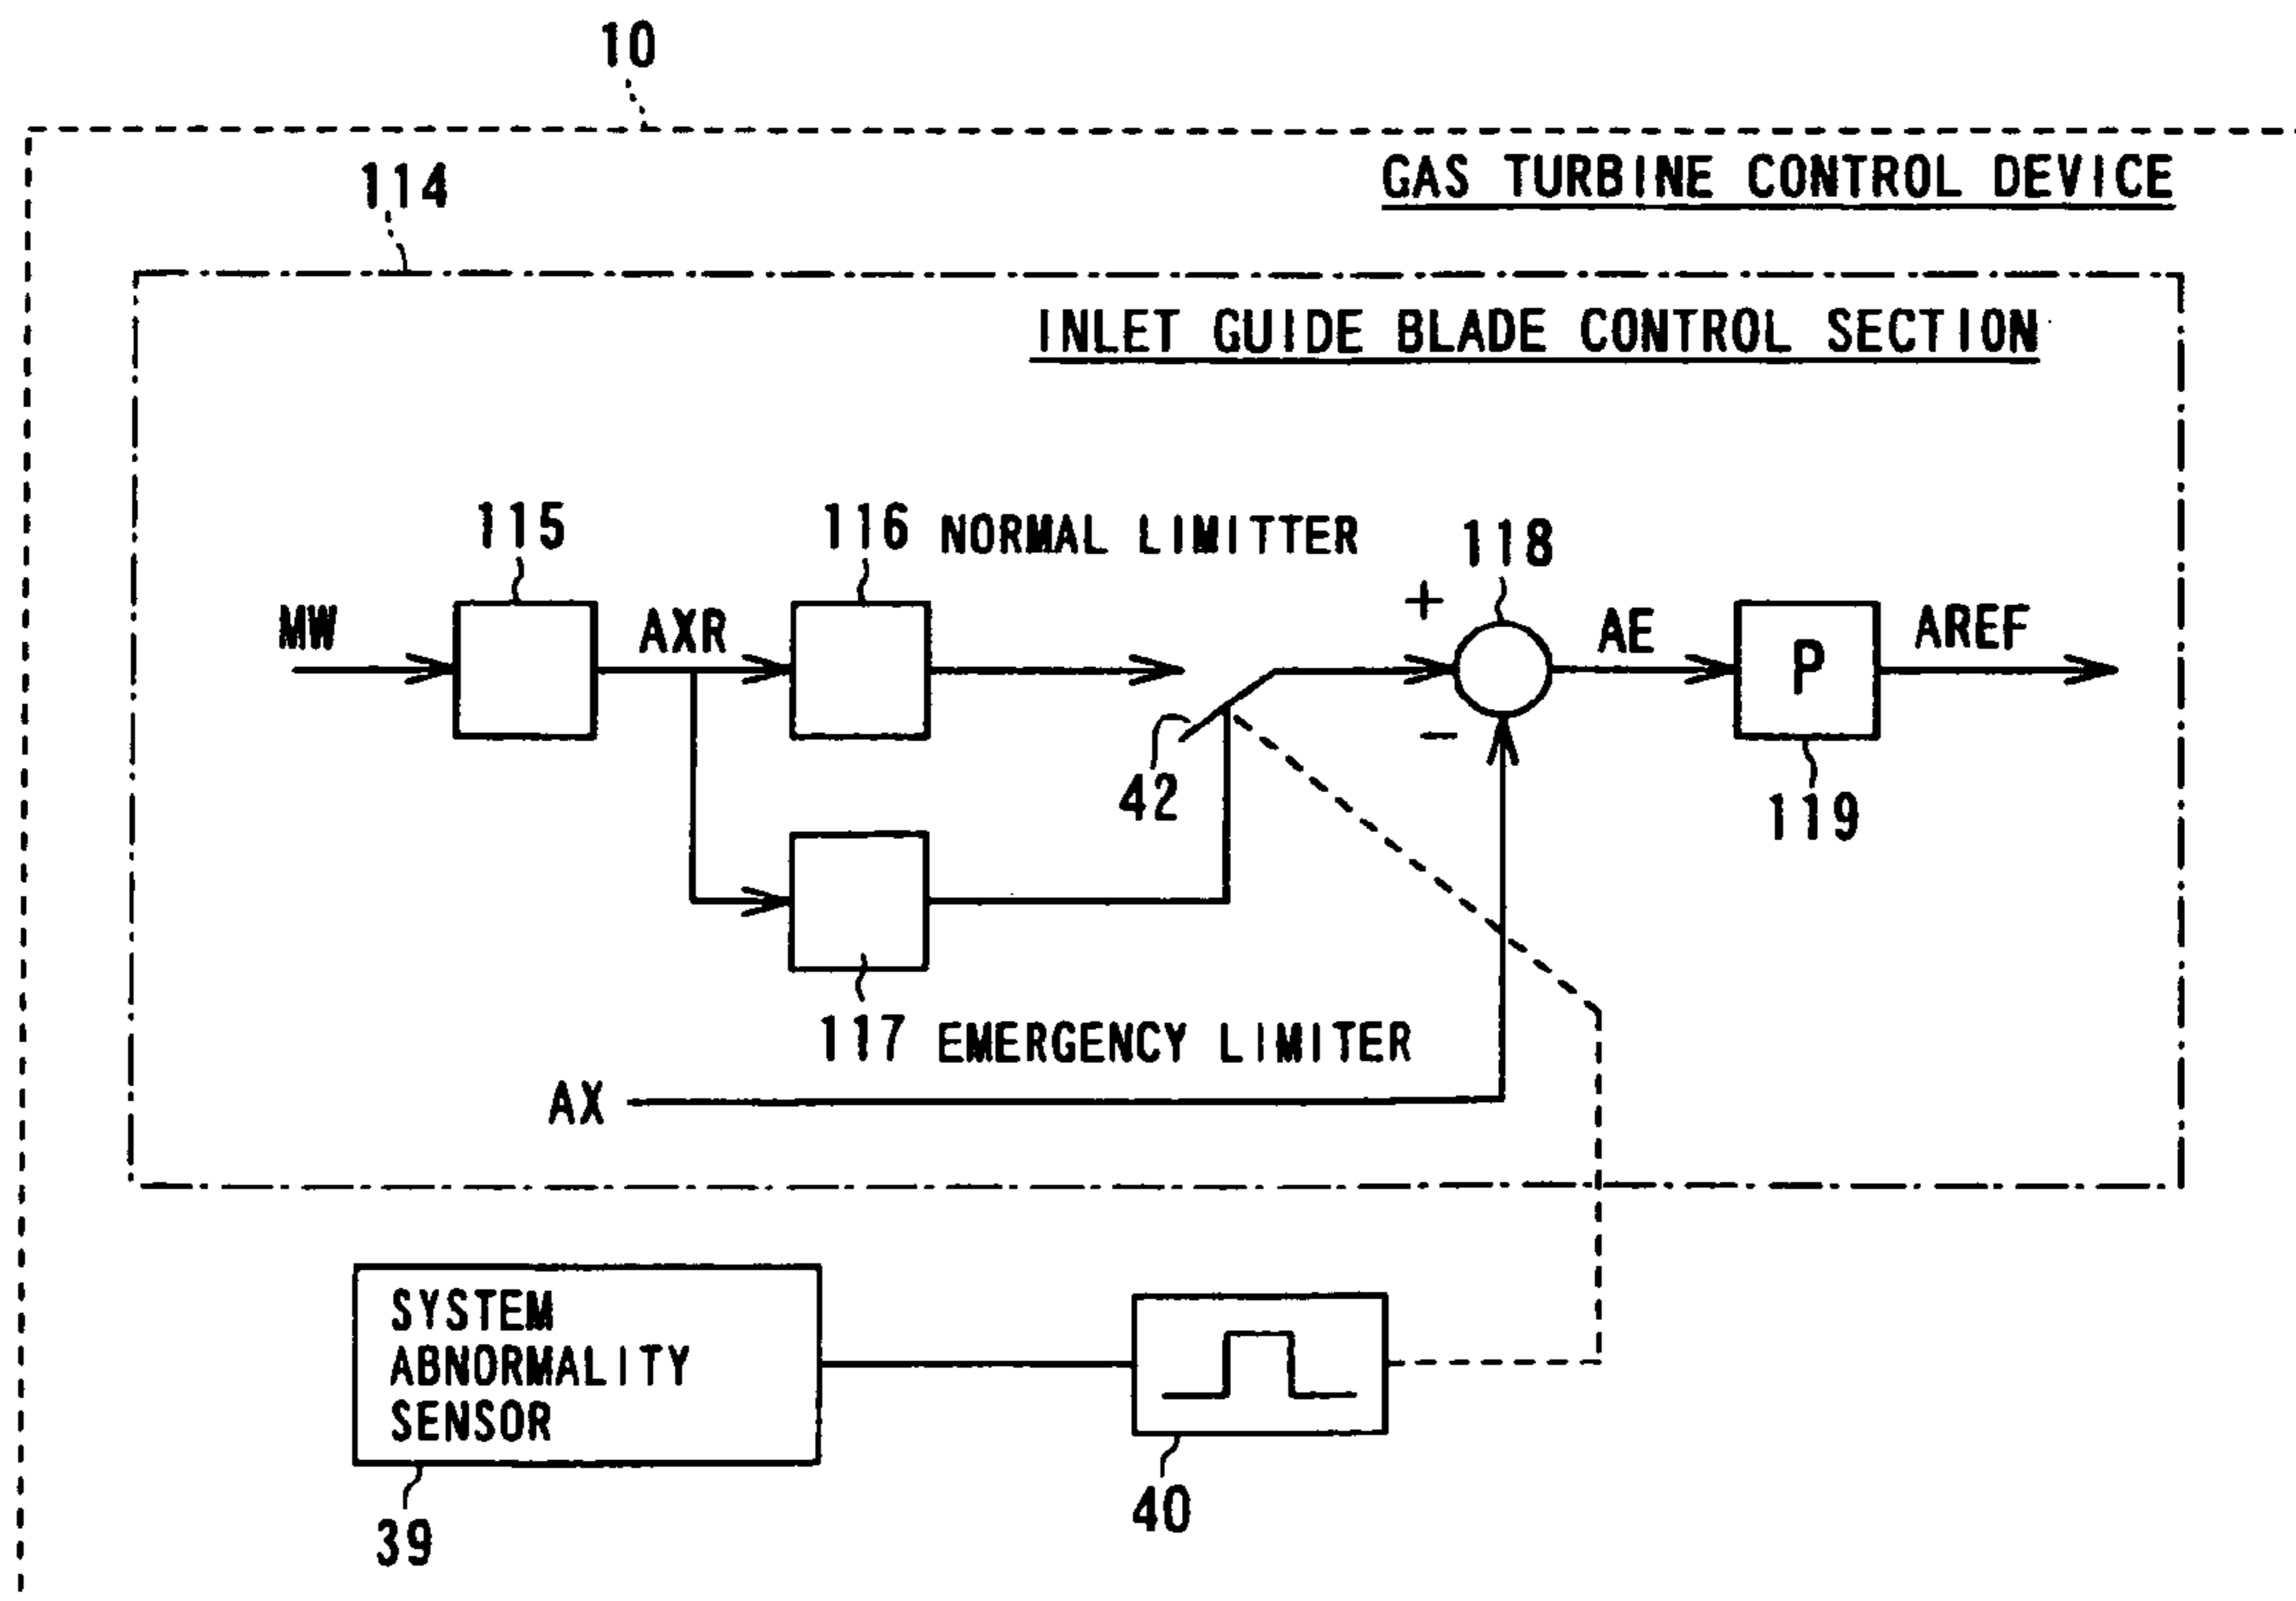 10
GAS TURBINE CONTROL DEVICE
114
INLET GUIDE BLADE CONTROL SECTION
115
116 NORMAL LIMITTER
118
MW
AXR
+
AE
P
AREF
−
42
119
117 EMERGENCY LIMITER
AX
SYSTEM
ABNORMALITY
SENSOR
40
39